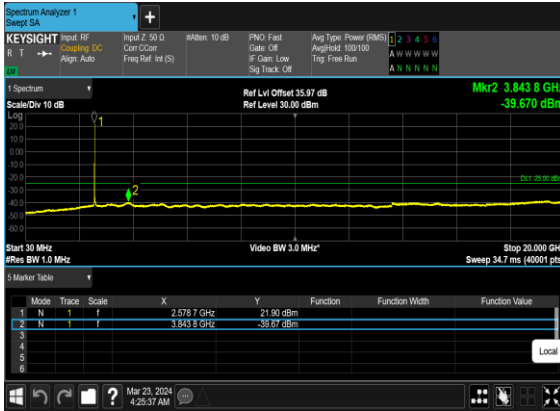 Spectrum Analyzer 1
Swept SA
+
KEYSIGHT Input: RF Input Z: 50 Ω #Atten: 10 dB PNO: Fast Avg Type: Power (RMS) 1 2 3 4 5 6
R T Coupling: DC Corr CCorr Gate: Off Avg|Hold: 100/100 A W W W W W
Align: Auto Freq Ref: Int (S) IF Gain: Low Trig: Free Run
Sig Track: Off A N N N N N
1 Spectrum
Ref Lvl Offset 35.97 dB Mkr2 3.843 8 GHz
Scale/Div 10 dB Ref Level 30.00 dBm -39.670 dBm
Log
20.0
10.0
0.00
-10.0
-20.0
-30.0
-40.0
-50.0
-60.0
1
2
DL1 -25.00 dBm
Start 30 MHz Video BW 3.0 MHz* Stop 20.000 GHz
#Res BW 1.0 MHz Sweep 34.7 ms (40001 pts)
5 Marker Table
Mode Trace Scale X Y Function Function Width Function Value
1 N 1 f 2.578 7 GHz 21.90 dBm
2 N 1 f 3.843 8 GHz -39.67 dBm
3
4
5
6
Local
?
Mar 23, 2024
4:25:37 AM